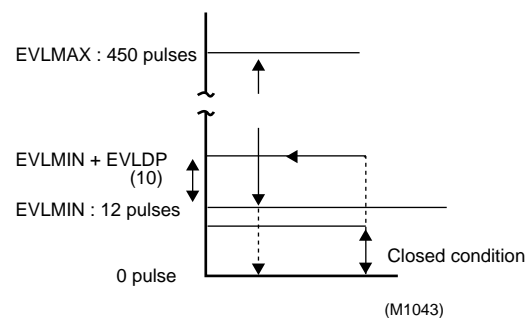 EVLMAX : 450 pulses
EVLMIN + EVLDP
(10)
EVLMIN : 12 pulses
Closed condition
0 pulse
(M1043)